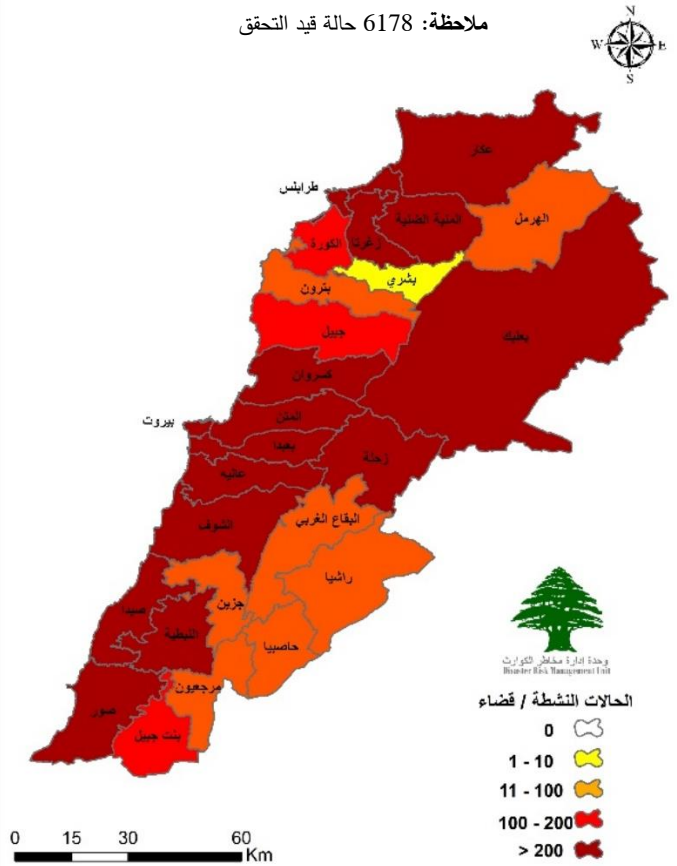 ملاحظة: 6178 حالة قيد التحقق
N
W E
S
عكار
طرابلس
المنية الضنية
الهرمل
زغرتا
الكورة
بشري
بترون
جبيل
بعلبك
كسروان
المتن
بيروت
بعبدا
زحلة
عاليه
البقاع الغربي
الشوف
راشيا
جزين
صيدا
النبطية
حاصبيا
مرجعيون
صور
بنت جبيل
وحدة إدارة مخاطر الكوارث
Disaster Risk Management Unit
الحالات النشطة / قضاء
0
1 - 10
11 - 100
100 - 200
> 200
0 15 30 60
Km